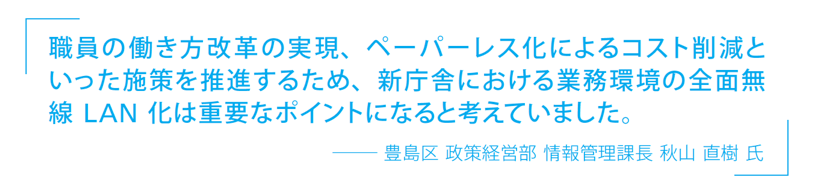 職員の働き方改革の実現、ペーパーレス化によるコスト削減と
いった施策を推進するため、新庁舎における業務環境の全面無
線 LAN 化は重要なポイントになると考えていました。
—— 豊島区 政策経営部 情報管理課長 秋山 直樹 氏